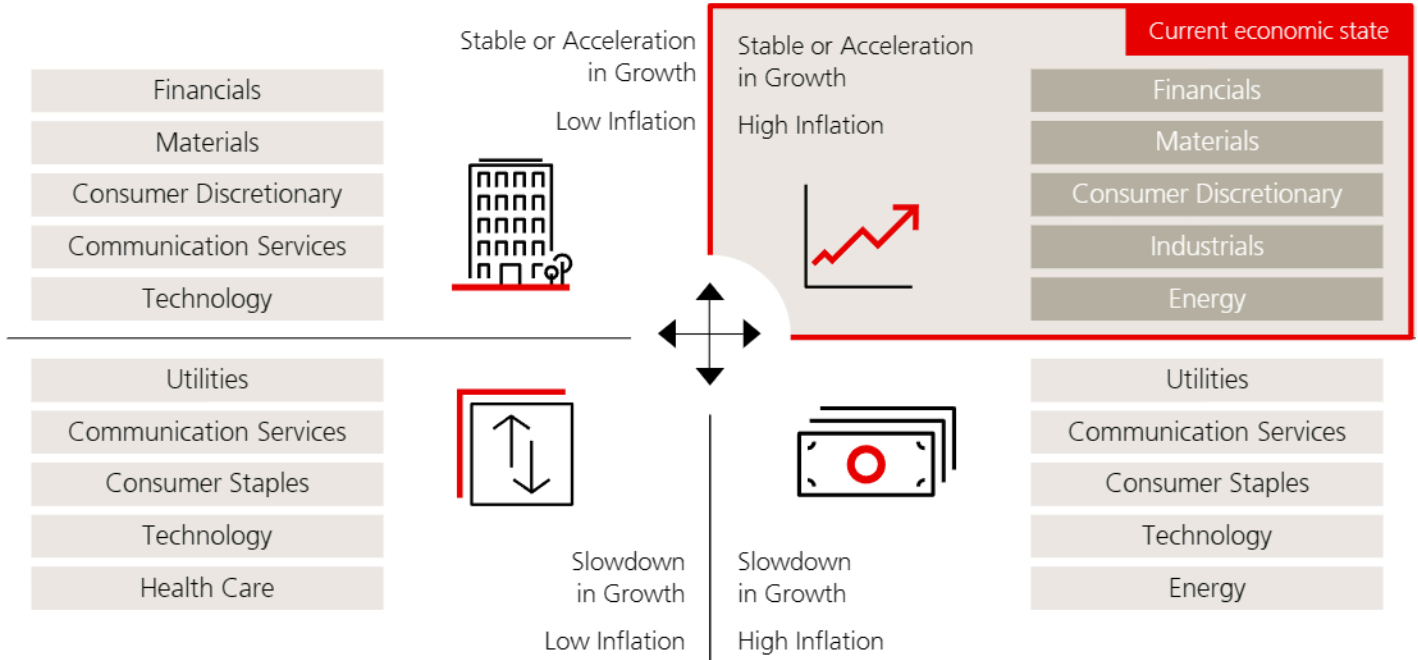 Stable or Acceleration
in Growth
Low Inflation
Financials
Materials
Consumer Discretionary
Communication Services
Technology
Current economic state
Stable or Acceleration
in Growth
High Inflation
Financials
Materials
Consumer Discretionary
Industrials
Energy
Utilities
Communication Services
Consumer Staples
Technology
Health Care
Slowdown
in Growth
Low Inflation
Slowdown
in Growth
High Inflation
Utilities
Communication Services
Consumer Staples
Technology
Energy